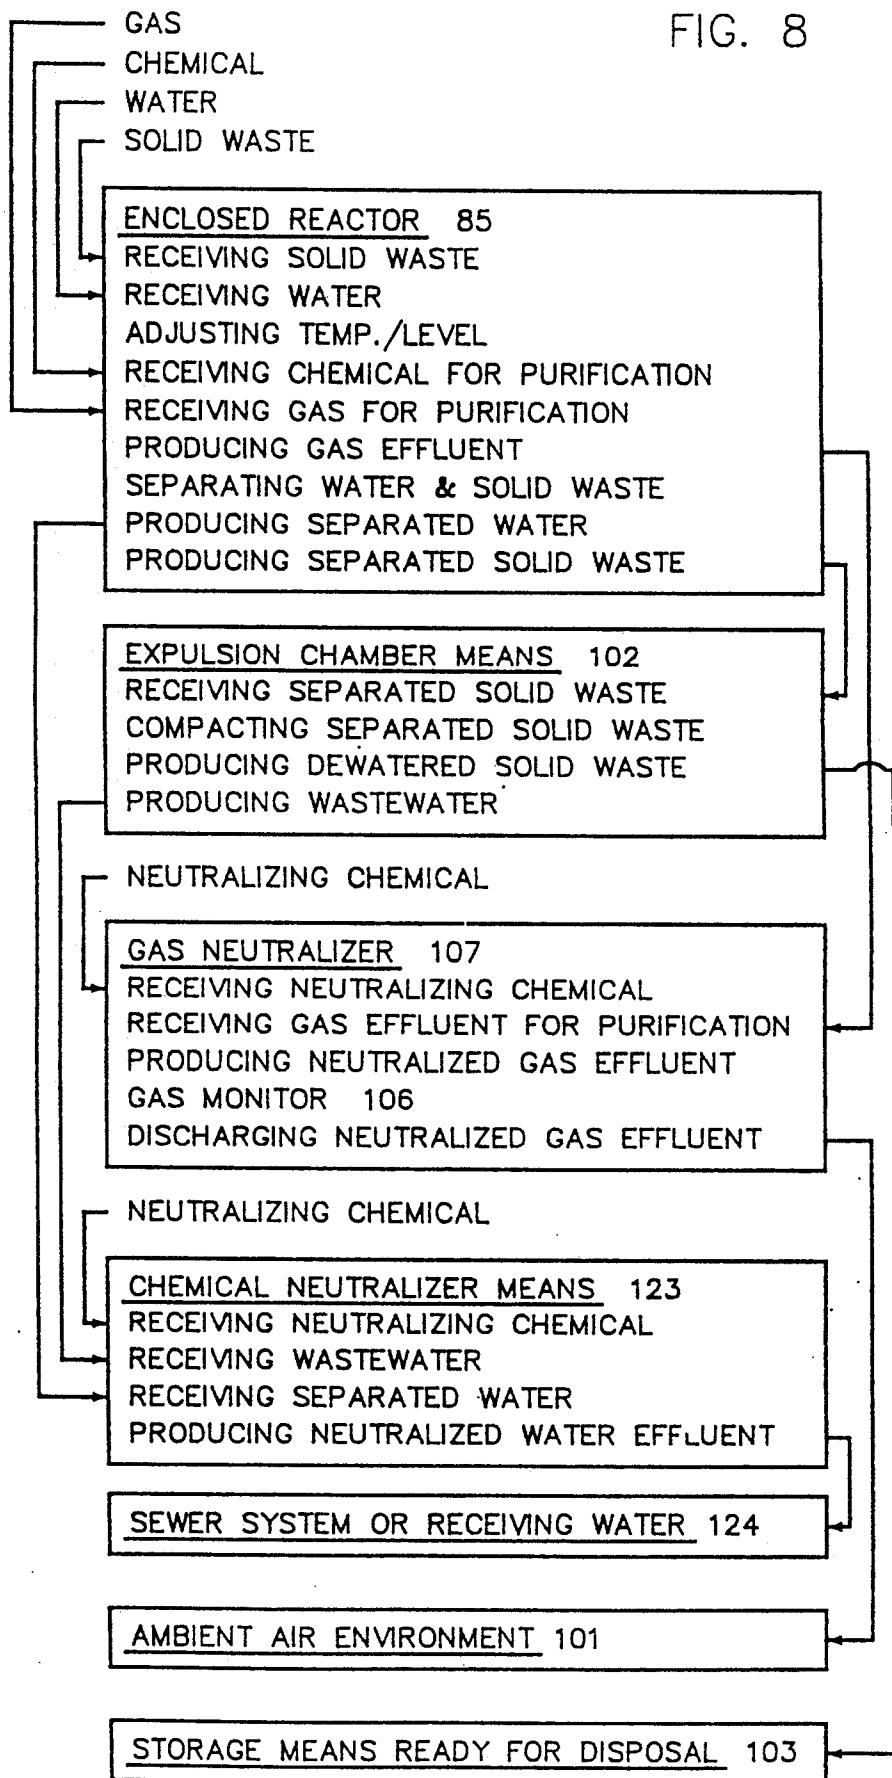 FIG. 8
GAS
CHEMICAL
WATER
SOLID WASTE
ENCLOSED REACTOR 85
RECEIVING SOLID WASTE
RECEIVING WATER
ADJUSTING TEMP./LEVEL
RECEIVING CHEMICAL FOR PURIFICATION
RECEIVING GAS FOR PURIFICATION
PRODUCING GAS EFFLUENT
SEPARATING WATER & SOLID WASTE
PRODUCING SEPARATED WATER
PRODUCING SEPARATED SOLID WASTE
EXPULSION CHAMBER MEANS 102
RECEIVING SEPARATED SOLID WASTE
COMPACTING SEPARATED SOLID WASTE
PRODUCING DEWATERED SOLID WASTE
PRODUCING WASTEWATER
NEUTRALIZING CHEMICAL
GAS NEUTRALIZER 107
RECEIVING NEUTRALIZING CHEMICAL
RECEIVING GAS EFFLUENT FOR PURIFICATION
PRODUCING NEUTRALIZED GAS EFFLUENT
GAS MONITOR 106
DISCHARGING NEUTRALIZED GAS EFFLUENT
NEUTRALIZING CHEMICAL
CHEMICAL NEUTRALIZER MEANS 123
RECEIVING NEUTRALIZING CHEMICAL
RECEIVING WASTEWATER
RECEIVING SEPARATED WATER
PRODUCING NEUTRALIZED WATER EFFLUENT
SEWER SYSTEM OR RECEIVING WATER 124
AMBIENT AIR ENVIRONMENT 101
STORAGE MEANS READY FOR DISPOSAL 103